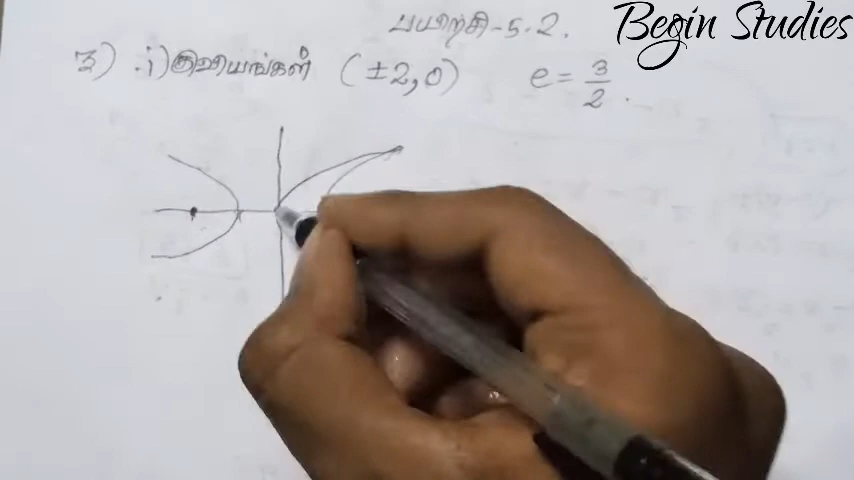 Begin Studies
பயிற்சி - 5.2.
3) i) குவியங்கள் (±2,0) e = 3/2.